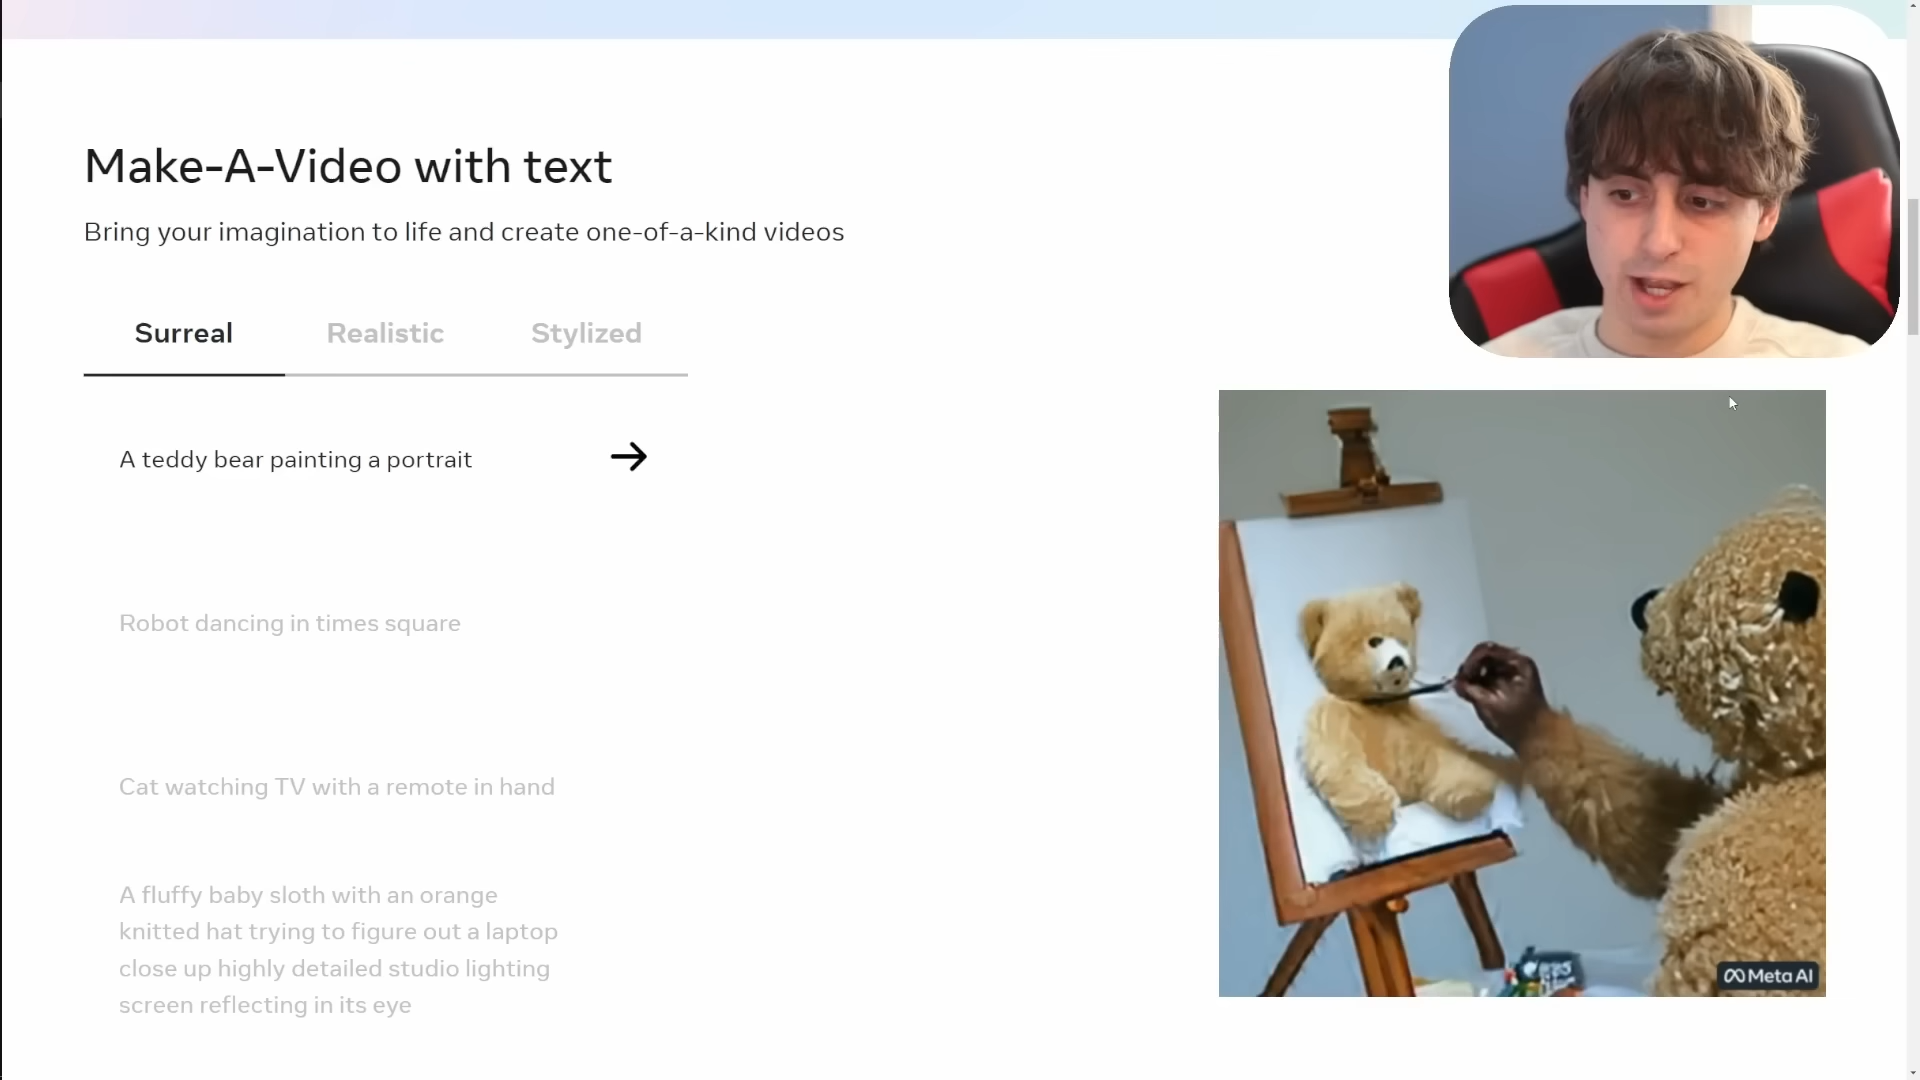 Make-A-Video with text
Bring your imagination to life and create one-of-a-kind videos
Surreal Realistic Stylized
A teddy bear painting a portrait
Robot dancing in times square
Cat watching TV with a remote in hand
A fluffy baby sloth with an orange
knitted hat trying to figure out a laptop
close up highly detailed studio lighting
screen reflecting in its eye
Meta AI